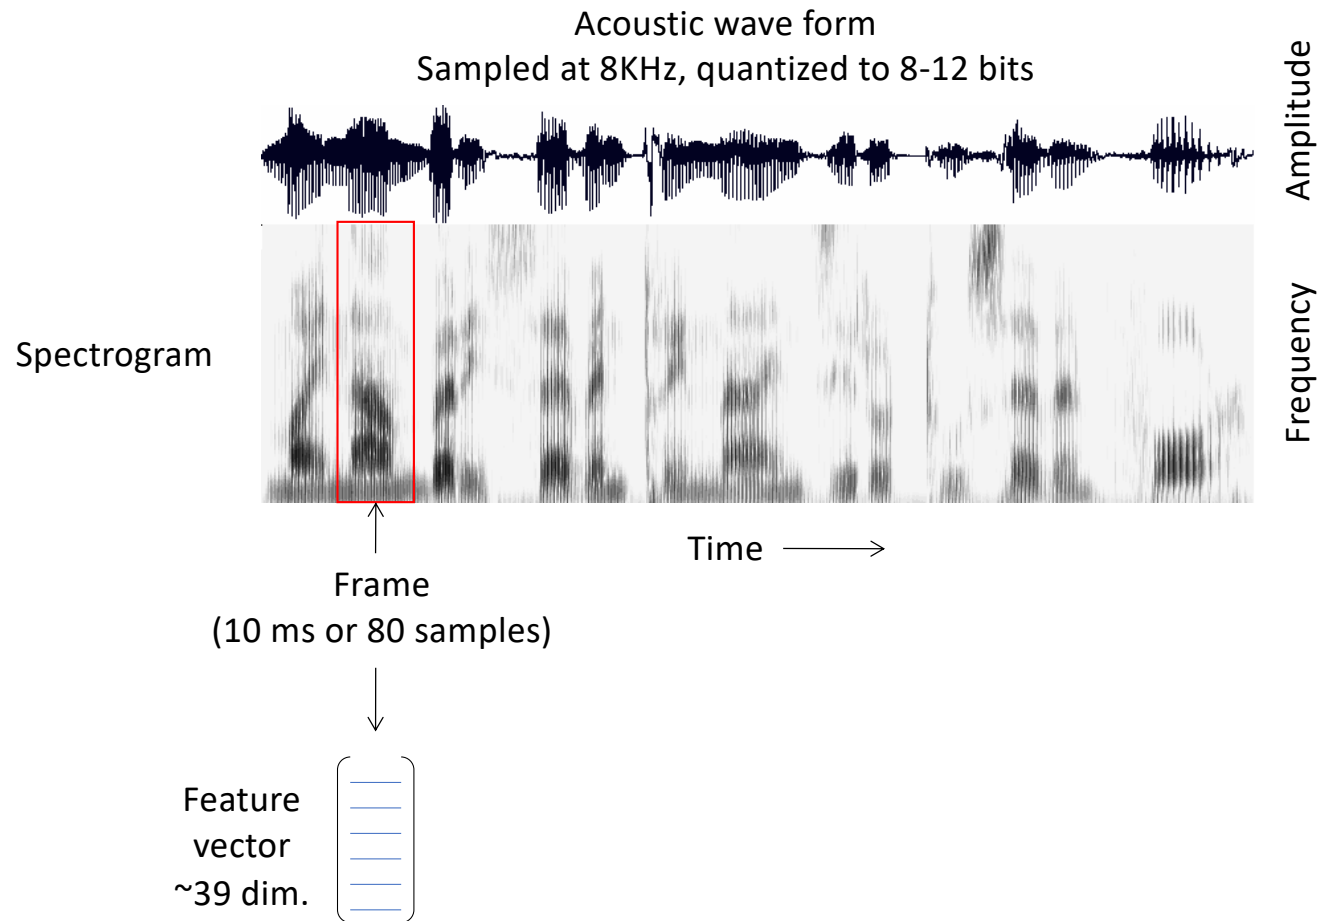 Acoustic wave form
Sampled at 8KHz, quantized to 8-12 bits
Amplitude
Spectrogram
Frequency
Time
Frame
(10 ms or 80 samples)
Feature
vector
~39 dim.